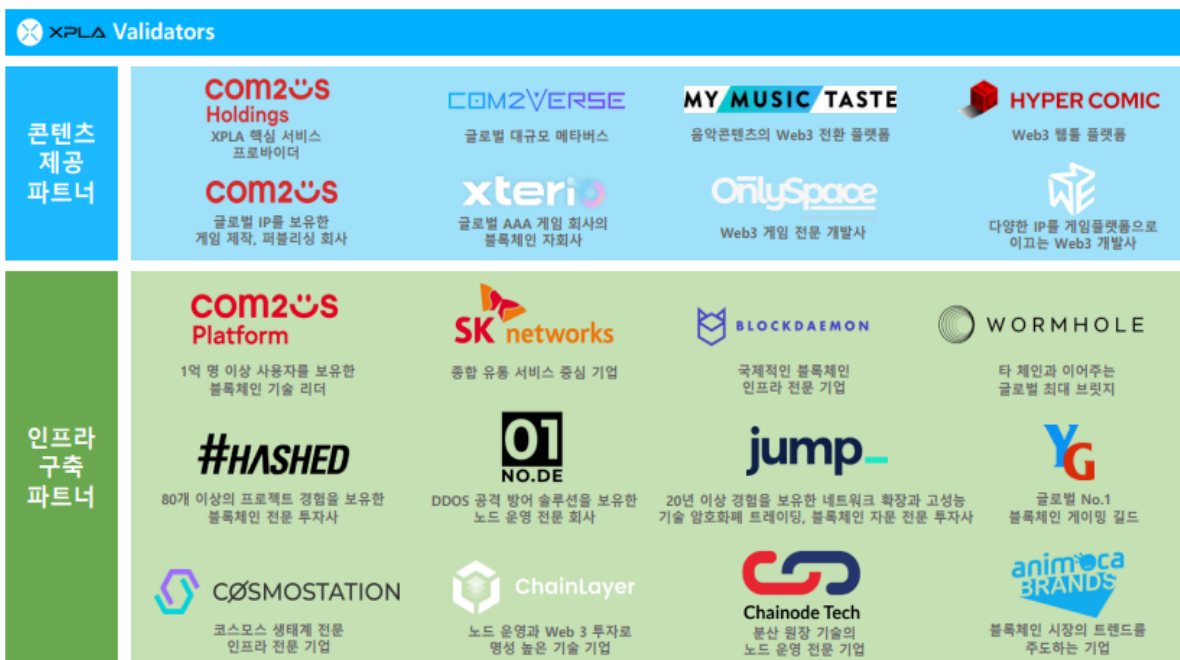 XPLA Validators
콘텐츠
제공
파트너
COM2US
Holdings
XPLA 핵심 서비스
프로바이더
COM2VERSE
글로벌 대규모 메타버스
MY MUSIC TASTE
음악콘텐츠의 Web3 전환 플랫폼
HYPER COMIC
Web3 웹툰 플랫폼
COM2US
글로벌 IP를 보유한
게임 제작, 퍼블리싱 회사
xterio
글로벌 AAA 게임 회사의
블록체인 자회사
OnlySpace
Web3 게임 전문 개발사
다양한 IP를 게임플랫폼으로
이끄는 Web3 개발사
인프라
구축
파트너
COM2US
Platform
1억 명 이상 사용자를 보유한
블록체인 기술 리더
SK networks
종합 유통 서비스 중심 기업
BLOCKDAEMON
국제적인 블록체인
인프라 전문 기업
WORMHOLE
타 체인과 이어주는
글로벌 최대 브릿지
#HASHED
80개 이상의 프로젝트 경험을 보유한
블록체인 전문 투자사
01
NO.DE
DDOS 공격 방어 솔루션을 보유한
노드 운영 전문 회사
jump_
20년 이상 경험을 보유한 네트워크 확장과 고성능
기술 암호화폐 트레이딩, 블록체인 자문 전문 투자사
YG
글로벌 No.1
블록체인 게이밍 길드
CØSMOSTATION
코스모스 생태계 전문
인프라 전문 기업
ChainLayer
노드 운영과 Web 3 투자로
명성 높은 기술 기업
Chainode Tech
분산 원장 기술의
노드 운영 전문 기업
animoca
BRANDS
블록체인 시장의 트렌드를
주도하는 기업